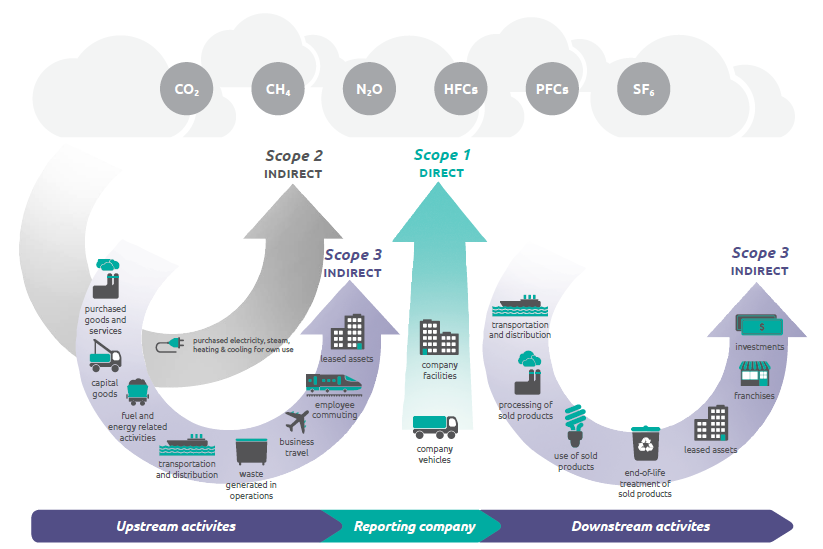 CO₂
CH₄
N₂O
HFCs
PFCs
SF₆
Scope 2
INDIRECT
Scope 1
DIRECT
Scope 3
INDIRECT
Scope 3
INDIRECT
purchased
goods and
services
capital
goods
fuel and
energy related
activities
purchased electricity, steam,
heating & cooling for own use
transportation
and distribution
waste
generated in
operations
business
travel
employee
commuting
leased assets
company
facilities
company
vehicles
transportation
and distribution
processing of
sold products
use of sold
products
end-of-life
treatment of
sold products
leased assets
franchises
$
investments
Upstream activites
Reporting company
Downstream activites